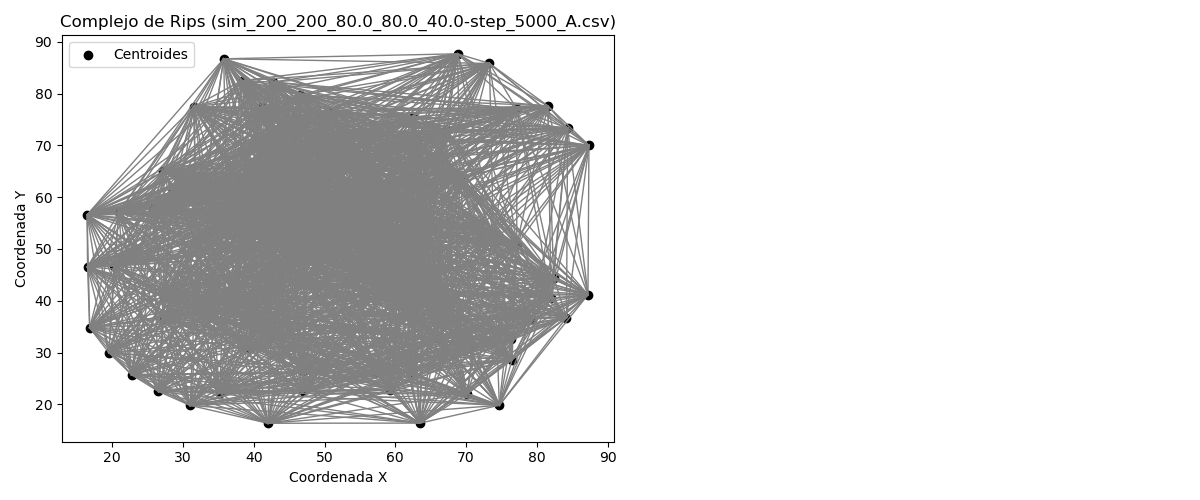 Complejo de Rips (sim_200_200_80.0_80.0_40.0-step_5000_A.csv)
Centroides
90
80
70
60
50
40
30
20
Coordenada Y
20 30 40 50 60 70 80 90
Coordenada X